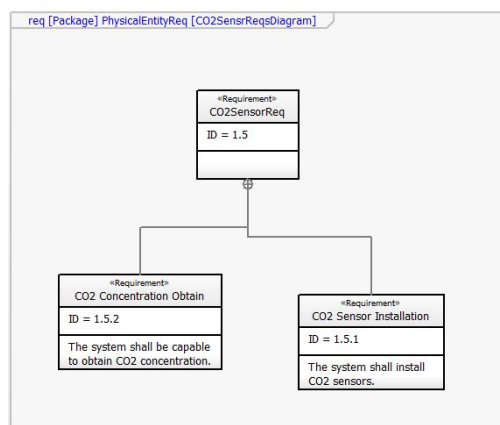 req [Package] PhysicalEntityReq [CO2SensrReqsDiagram]
«Requirement»
CO2SensorReq
ID = 1.5
«Requirement»
CO2 Concentration Obtain
ID = 1.5.2
The system shall be capable
to obtain CO2 concentration.
«Requirement»
CO2 Sensor Installation
ID = 1.5.1
The system shall install
CO2 sensors.